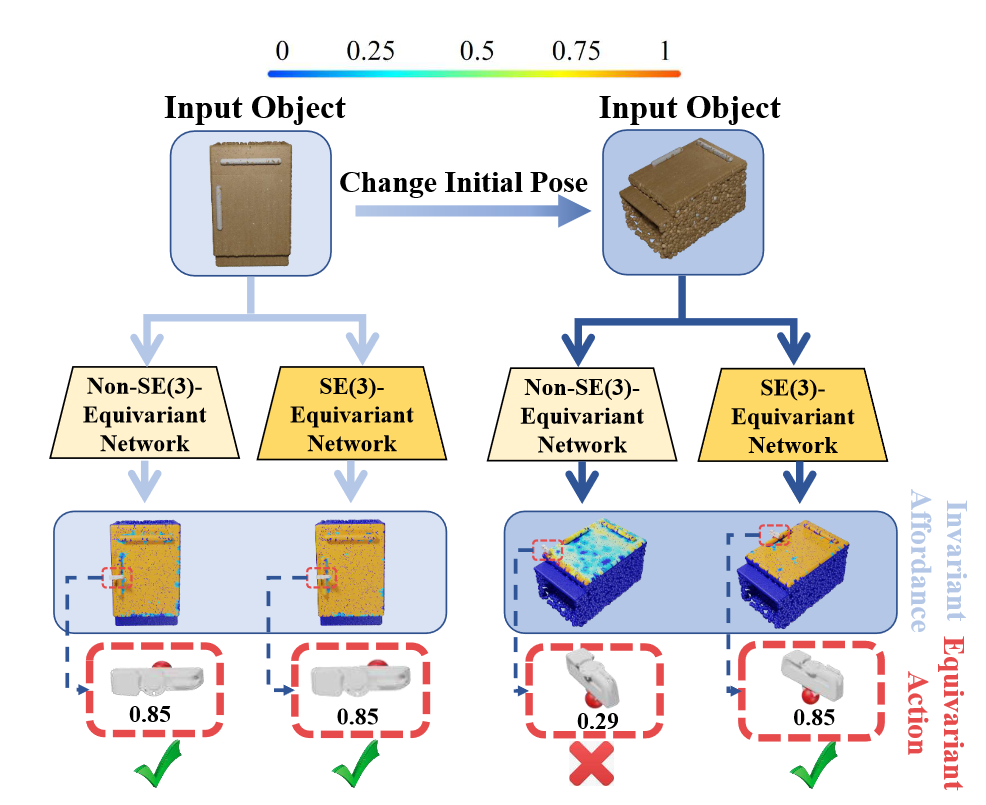 0 0.25 0.5 0.75 1
Input Object
Input Object
Change Initial Pose
Non-SE(3)-
Equivariant
Network
SE(3)-
Equivariant
Network
Non-SE(3)-
Equivariant
Network
SE(3)-
Equivariant
Network
Invariant
Affordance
0.85
0.85
0.29
0.85
Equivariant
Action